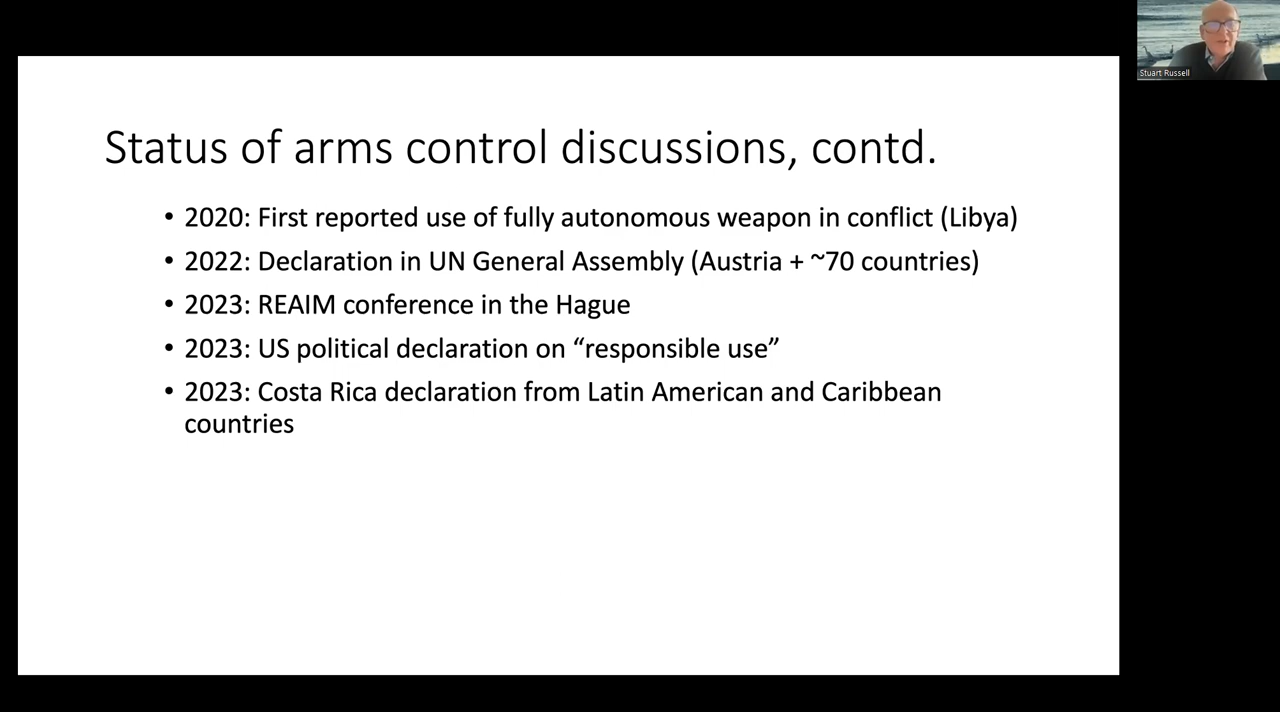 Stuart Russell
Status of arms control discussions, contd.
• 2020: First reported use of fully autonomous weapon in conflict (Libya)
• 2022: Declaration in UN General Assembly (Austria + ~70 countries)
• 2023: REAIM conference in the Hague
• 2023: US political declaration on “responsible use”
• 2023: Costa Rica declaration from Latin American and Caribbean
countries